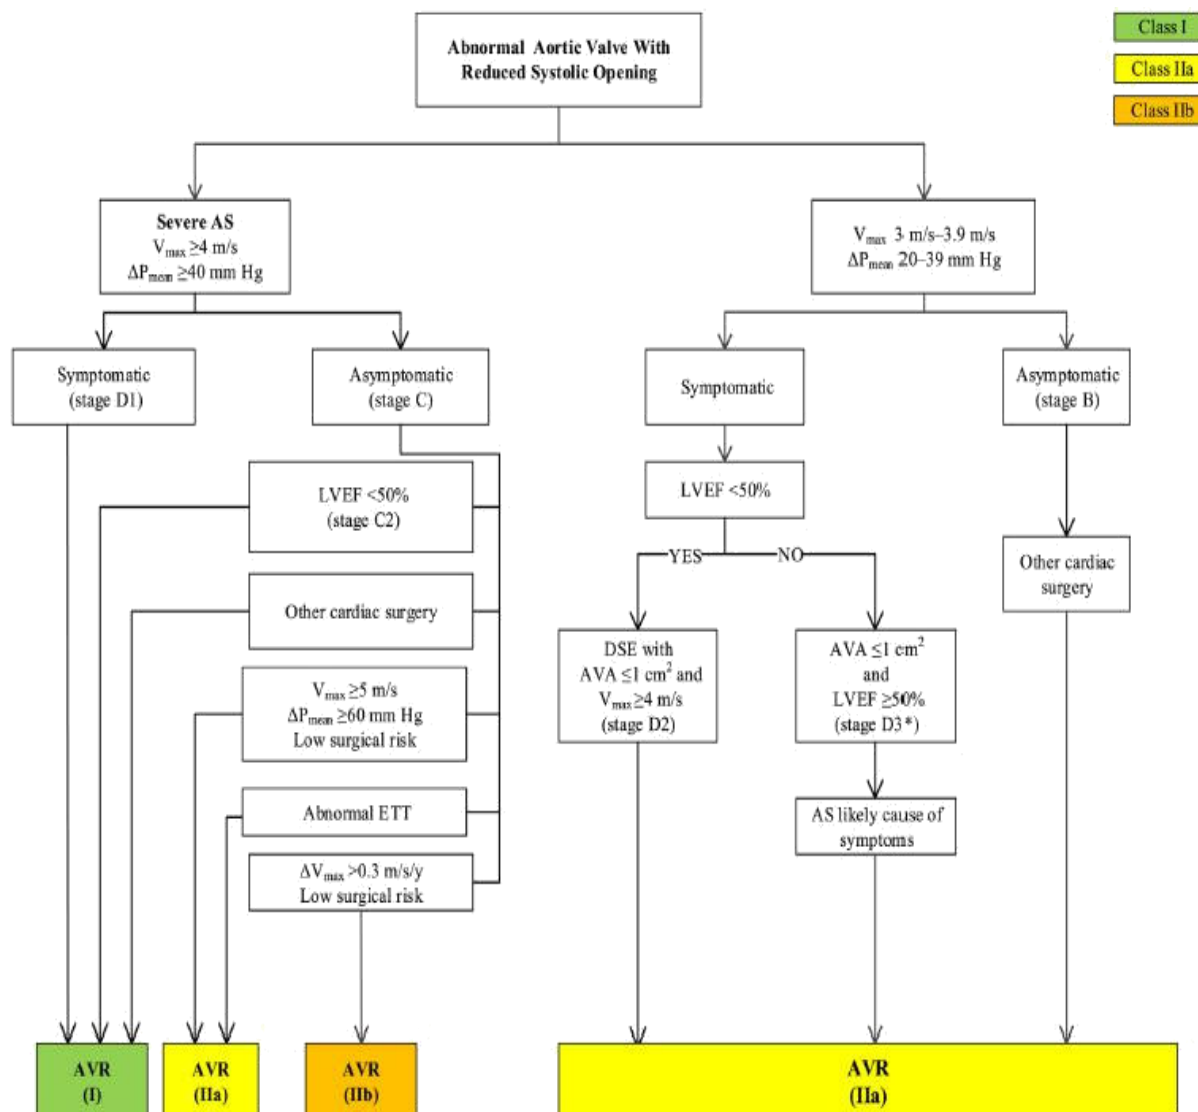 Abnormal Aortic Valve With
Reduced Systolic Opening
Class I
Class IIa
Class IIb
Severe AS
Vmax ≥4 m/s
ΔPmean ≥40 mm Hg
Vmax 3 m/s–3.9 m/s
ΔPmean 20–39 mm Hg
Symptomatic
(stage D1)
Asymptomatic
(stage C)
Symptomatic
Asymptomatic
(stage B)
LVEF <50%
(stage C2)
LVEF <50%
YES
NO
Other cardiac surgery
Other cardiac
surgery
Vmax ≥5 m/s
ΔPmean ≥60 mm Hg
Low surgical risk
DSE with
AVA ≤1 cm²and
Vmax ≥4 m/s
(stage D2)
AVA ≤1 cm²
and
LVEF ≥50%
(stage D3*)
Abnormal ETT
AS likely cause of
symptoms
ΔVmax >0.3 m/s/y
Low surgical risk
AVR
(I)
AVR
(IIa)
AVR
(IIb)
AVR
(IIa)